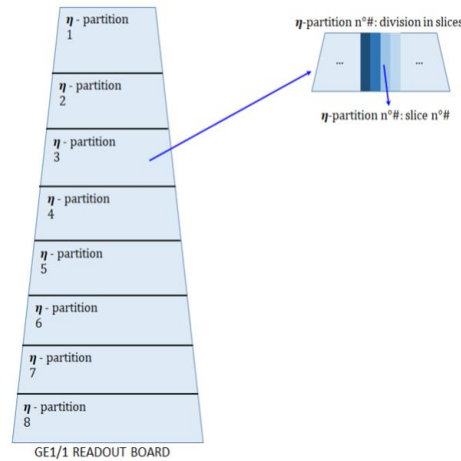 η - partition
1
η - partition
2
η - partition
3
η - partition
4
η - partition
5
η - partition
6
η - partition
7
η - partition
8
GE1/1 READOUT BOARD
η-partition n°#: division in slices
...
...
η-partition n°#: slice n°#